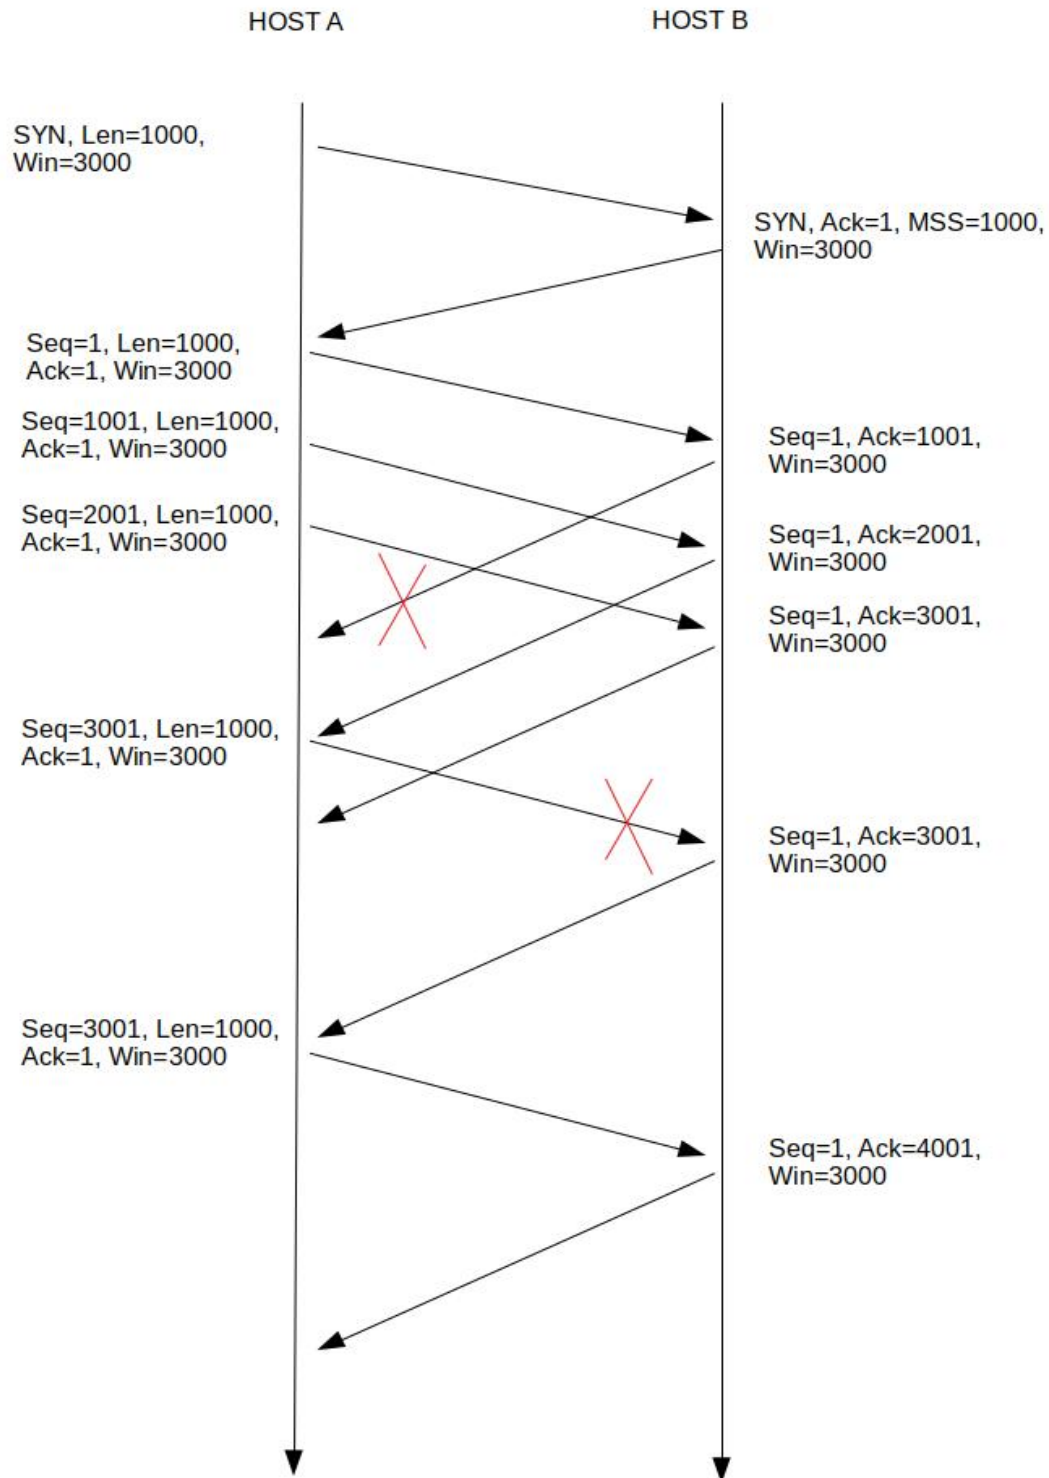 HOST A
HOST B
SYN, Len=1000,
Win=3000
SYN, Ack=1, MSS=1000,
Win=3000
Seq=1, Len=1000,
Ack=1, Win=3000
Seq=1001, Len=1000,
Ack=1, Win=3000
Seq=1, Ack=1001,
Win=3000
Seq=2001, Len=1000,
Ack=1, Win=3000
Seq=1, Ack=2001,
Win=3000
Seq=1, Ack=3001,
Win=3000
Seq=3001, Len=1000,
Ack=1, Win=3000
Seq=1, Ack=3001,
Win=3000
Seq=3001, Len=1000,
Ack=1, Win=3000
Seq=1, Ack=4001,
Win=3000